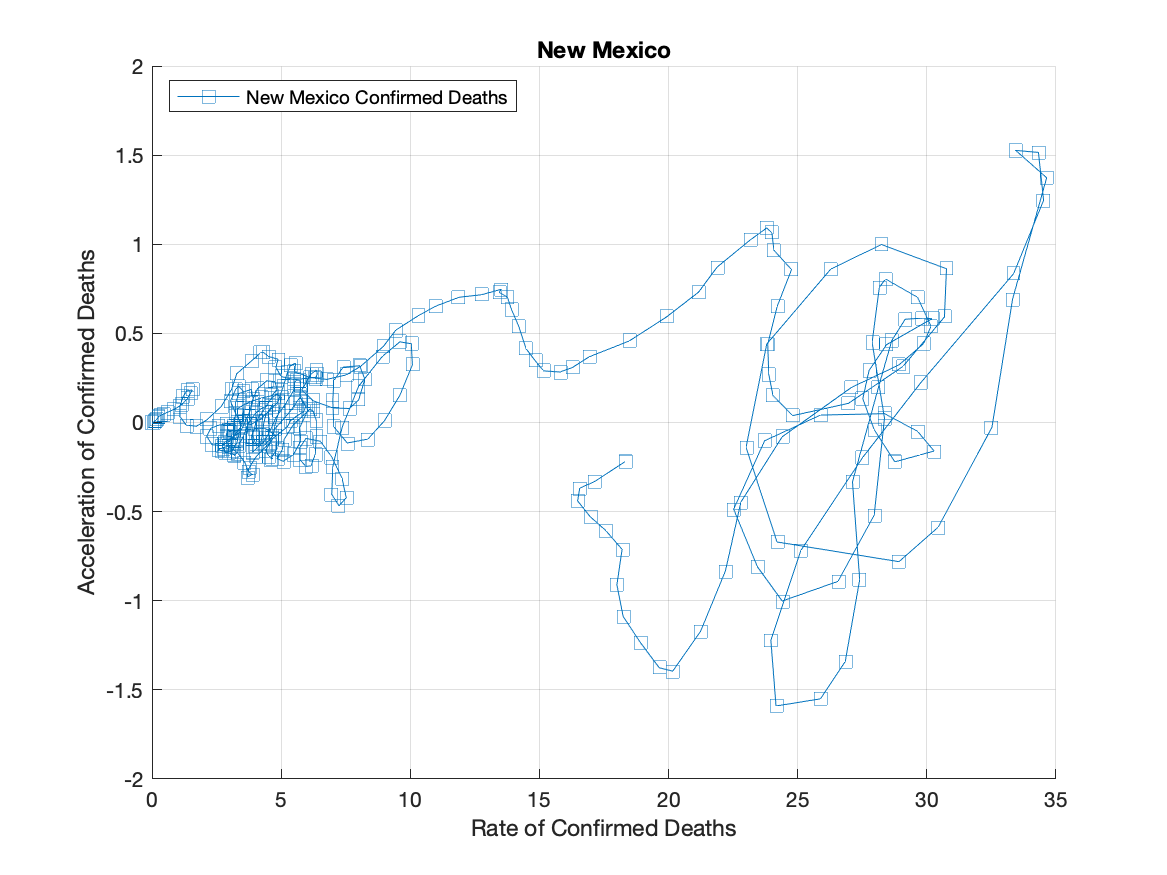 New Mexico
2
New Mexico Confirmed Deaths
1.5
1
0.5
0
-0.5
-1
-1.5
-2
Acceleration of Confirmed Deaths
0 5 10 15 20 25 30 35
Rate of Confirmed Deaths